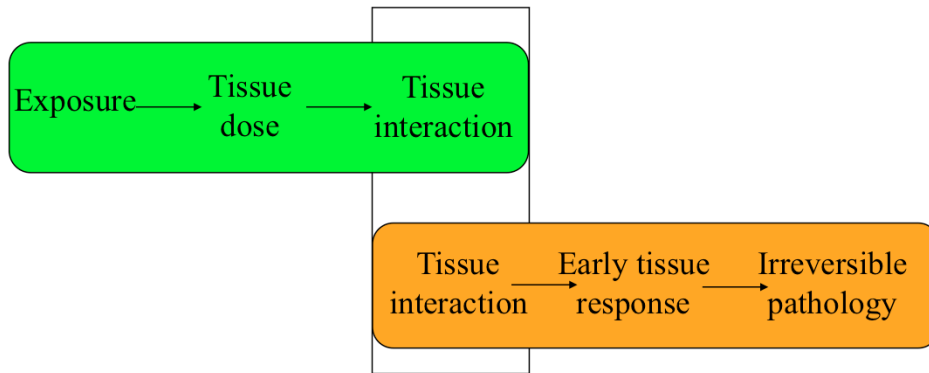 Exposure
Tissue
dose
Tissue
interaction
Tissue
interaction
Early tissue
response
Irreversible
pathology